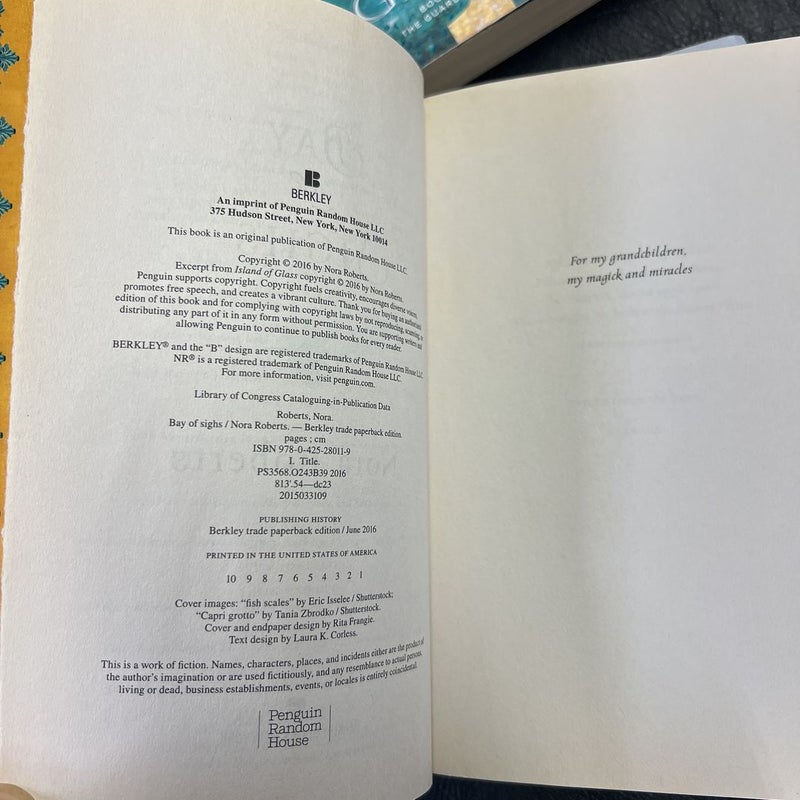 BO
THE GUAR
BERKLEY
An imprint of Penguin Random House LLC
375 Hudson Street, New York, New York 10014
This book is an original publication of Penguin Random House LLC.
Copyright © 2016 by Nora Roberts.
Excerpt from Island of Glass copyright © 2016 by Nora Roberts.
Penguin supports copyright. Copyright fuels creativity, encourages diverse voices,
promotes free speech, and creates a vibrant culture. Thank you for buying an authorized
edition of this book and for complying with copyright laws by not reproducing, scanning, or
distributing any part of it in any form without permission. You are supporting writers and
allowing Penguin to continue to publish books for every reader.
BERKLEY® and the “B” design are registered trademarks of Penguin Random House LLC.
NR® is a registered trademark of Penguin Random House LLC.
For more information, visit penguin.com.
Library of Congress Cataloguing-in-Publication Data
Roberts, Nora.
Bay of sighs / Nora Roberts. — Berkley trade paperback edition.
pages ; cm
ISBN 978-0-425-28011-9
I. Title.
PS3568.O243B39 2016
813'.54—dc23
2015033109
PUBLISHING HISTORY
Berkley trade paperback edition / June 2016
PRINTED IN THE UNITED STATES OF AMERICA
10 9 8 7 6 5 4 3 2 1
Cover images: “fish scales” by Eric Isselee / Shutterstock;
“Capri grotto” by Tania Zbrodko / Shutterstock.
Cover and endpaper design by Rita Frangie.
Text design by Laura K. Corless.
This is a work of fiction. Names, characters, places, and incidents either are the product of
the author's imagination or are used fictitiously, and any resemblance to actual persons,
living or dead, business establishments, events, or locales is entirely coincidental.
Penguin
Random
House
For my grandchildren,
my magick and miracles